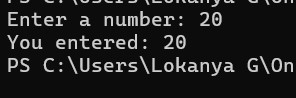 PS C:\Users\Lokanya G\On
Enter a number: 20
You entered: 20
PS C:\Users\Lokanya G\On